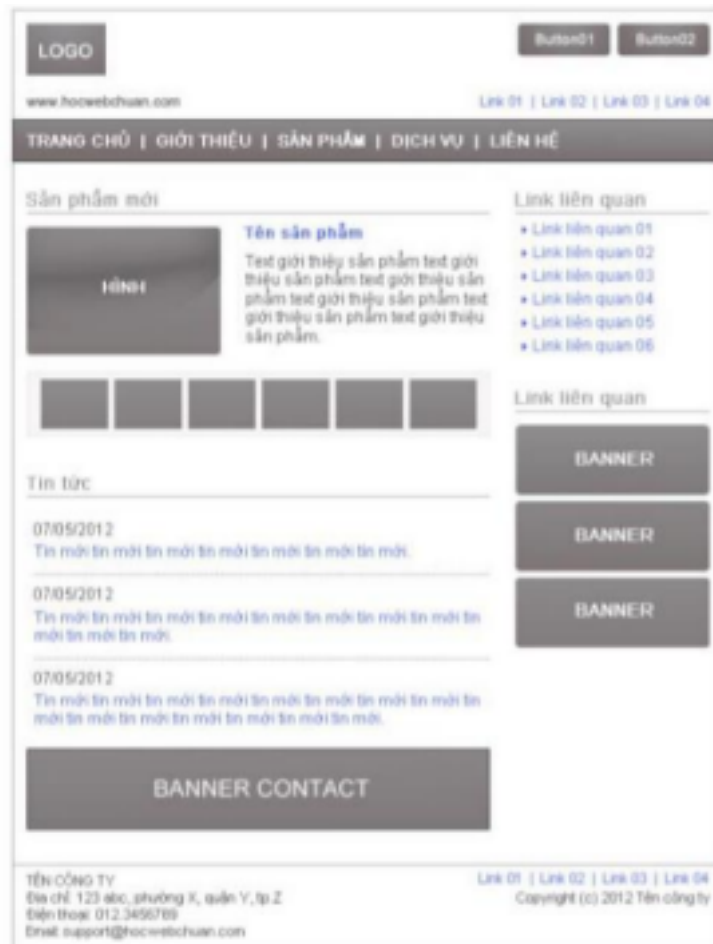 LOGO
Button01
Button02
www.hocwebchuan.com
Link 01 | Link 02 | Link 03 | Link 04
TRANG CHỦ | GIỚI THIỆU | SẢN PHẨM | DỊCH VỤ | LIÊN HỆ
Sản phẩm mới
HÌNH
Tên sản phẩm
Text giới thiệu sản phẩm text giới
thiệu sản phẩm text giới thiệu sản
phẩm text giới thiệu sản phẩm text
giới thiệu sản phẩm text giới thiệu
sản phẩm.
Tin tức
07/05/2012
Tin mới tin mới tin mới tin mới tin mới tin mới tin mới.
07/05/2012
Tin mới tin mới tin mới tin mới tin mới tin mới tin mới tin
mới tin mới tin mới.
07/05/2012
Tin mới tin mới tin mới tin mới tin mới tin mới tin mới tin
mới tin mới tin mới tin mới tin mới tin mới tin mới.
BANNER CONTACT
Link liên quan
Link liên quan 01
Link liên quan 02
Link liên quan 03
Link liên quan 04
Link liên quan 05
Link liên quan 06
Link liên quan
BANNER
BANNER
BANNER
TÊN CÔNG TY
Địa chỉ: 123 abc, phường X, quận Y, tp.Z
Điện thoại: 012.3456789
Email: support@hocwebchuan.com
Link 01 | Link 02 | Link 03 | Link 04
Copyright (c) 2012 Tên công ty